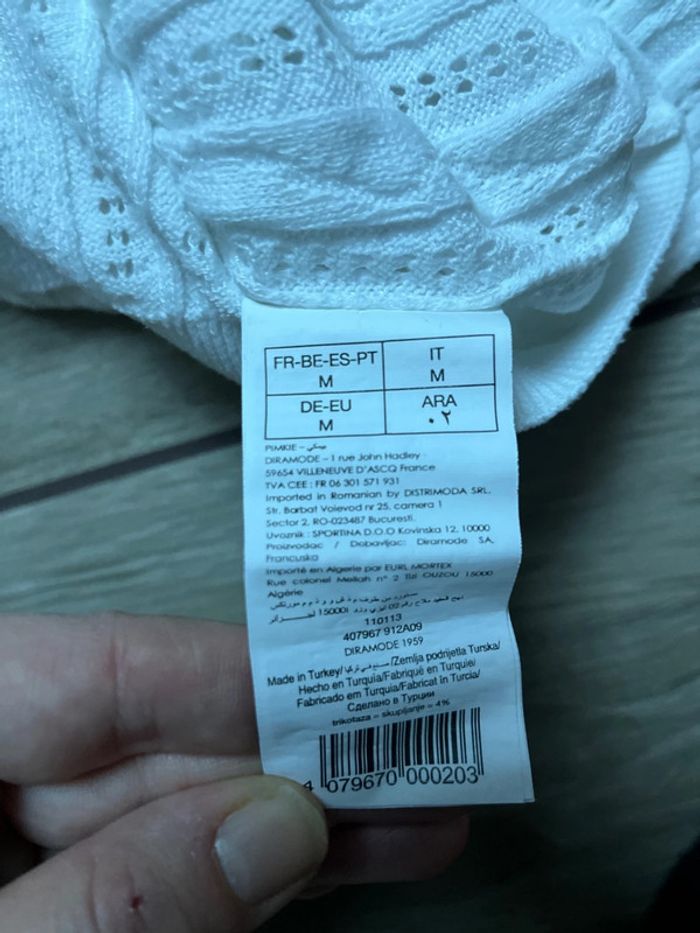 FR-BE-ES-PT
M
IT
M
DE-EU
M
ARA
٠٢
PIMKIE – بيمكي
DIRAMODE – 1 rue John Hadley
59654 VILLENEUVE D'ASCQ France
TVA CEE : FR 06 301 571 931
Imported in Romanian by DISTRIMODA SRL,
Str. Barbat Voievod nr 25, camera 1
Sector 2, RO-023487 Bucuresti.
Uvoznik : SPORTINA D.O.O Kovinska 12, 10000
Proizvodac / Dobavljac: Diramode SA,
Francuska
Importé en Algerie par EURL MORTEX
Rue colonel Mellah n° 2 Tizi OUZOU 15000
Algérie
110113
407967 912A09
DIRAMODE 1959
Made in Turkey/ صنع في تركيا /Zemlja podrijetla Turska/
Hecho en Turquia/Fabriqué en Turquie/
Fabricado em Turquia/Fabricat în Turcia/
Сделано в Турции
trikotaza = skupljanje = 4%
4 079670 000203